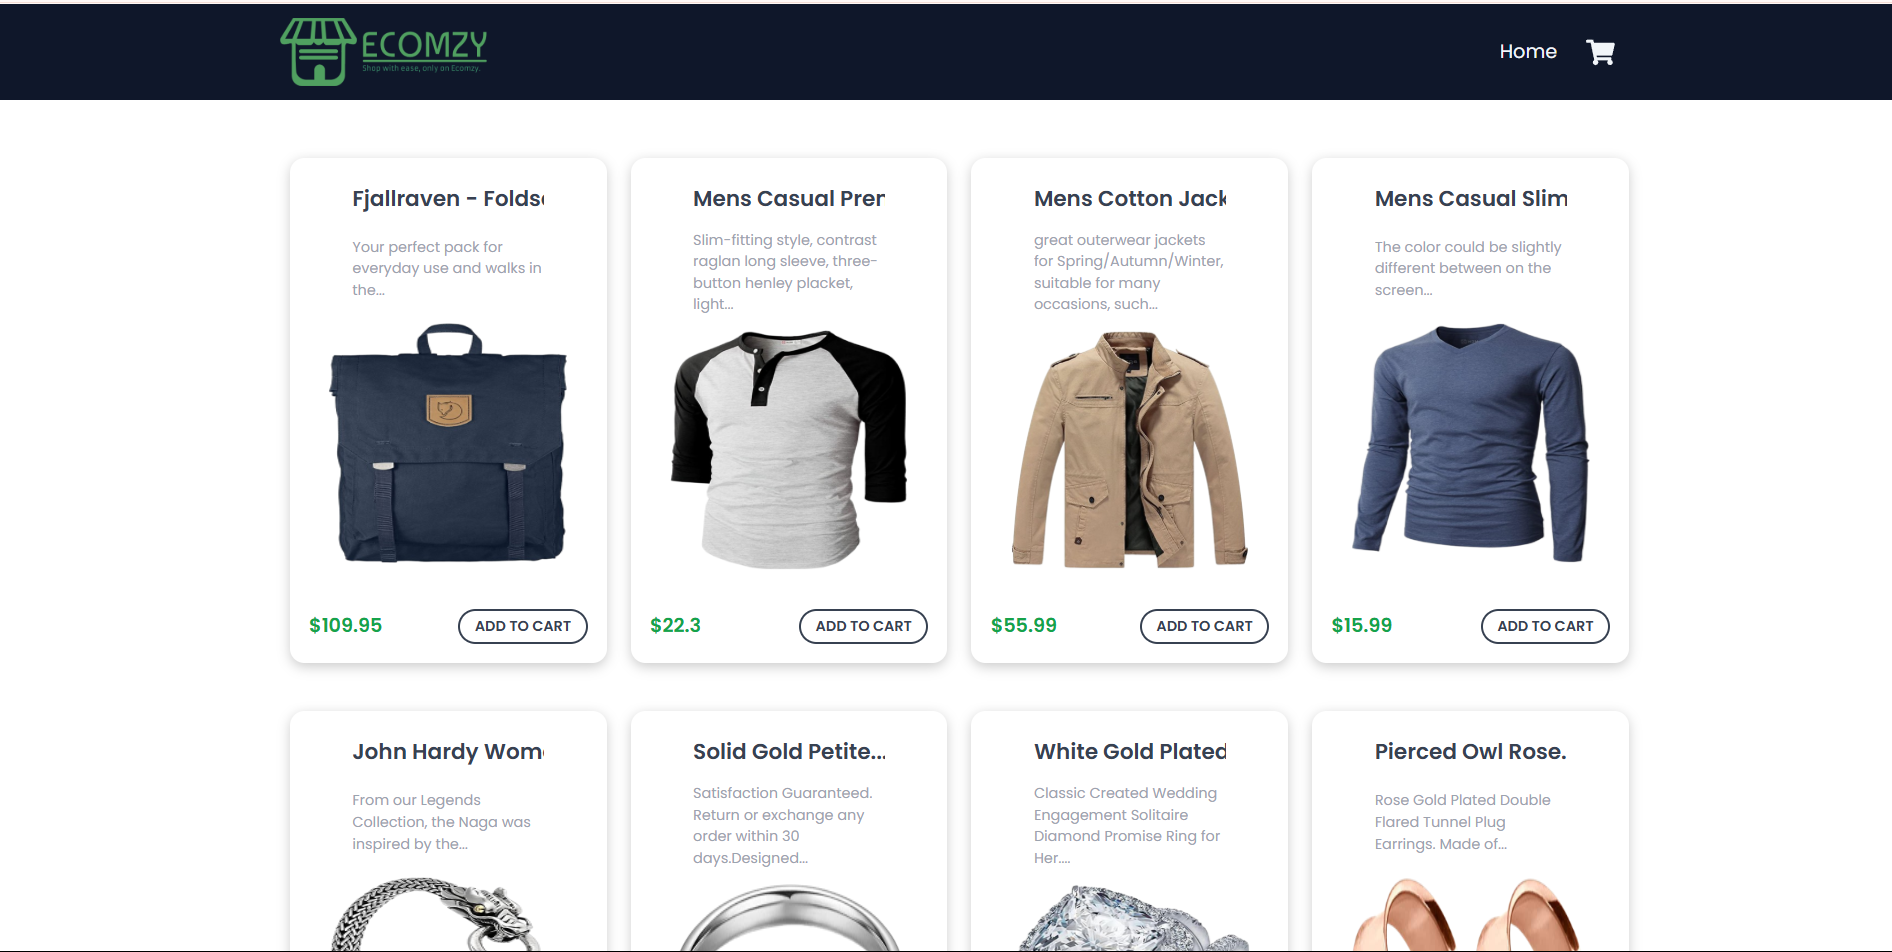 ECOMZY
Shop with ease, only on Ecomzy.
Home
Fjallraven - Folds
Your perfect pack for
everyday use and walks in
the...
$109.95
ADD TO CART
Mens Casual Pre
Slim-fitting style, contrast
raglan long sleeve, three-
button henley placket,
light...
$22.3
ADD TO CART
Mens Cotton Jack
great outerwear jackets
for Spring/Autumn/Winter,
suitable for many
occasions, such...
$55.99
ADD TO CART
Mens Casual Slim
The color could be slightly
different between on the
screen...
$15.99
ADD TO CART
John Hardy Wom
From our Legends
Collection, the Naga was
inspired by the...
Solid Gold Petite...
Satisfaction Guaranteed.
Return or exchange any
order within 30
days.Designed...
White Gold Plated
Classic Created Wedding
Engagement Solitaire
Diamond Promise Ring for
Her....
Pierced Owl Rose.
Rose Gold Plated Double
Flared Tunnel Plug
Earrings. Made of...